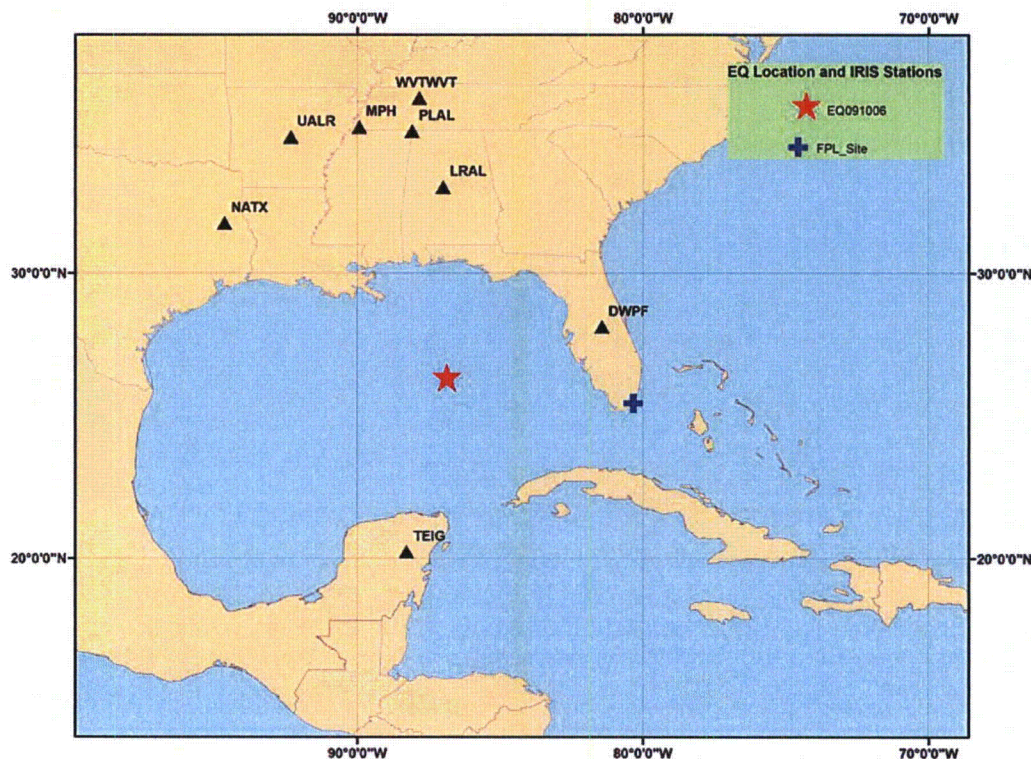 90°0'0"W 80°0'0"W 70°0'0"W
EQ Location and IRIS Stations
EQ091006
FPL_Site
WVTWVT
MPH PLAL
UALR
LRAL
NATX
30°0'0"N 30°0'0"N
DWPF
TEIG
20°0'0"N 20°0'0"N
90°0'0"W 80°0'0"W 70°0'0"W